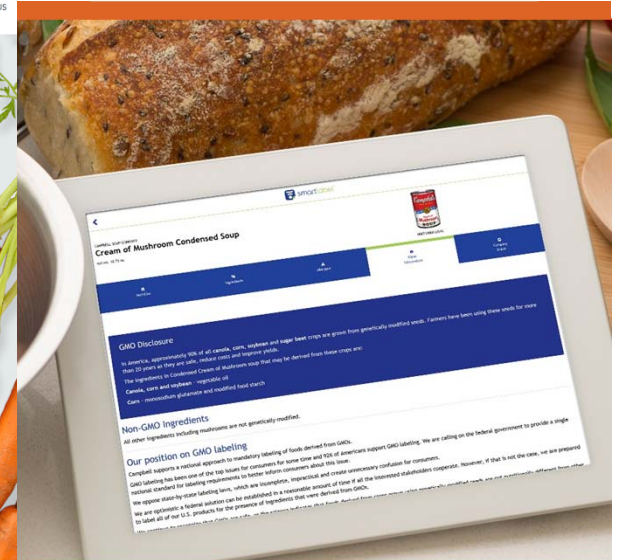 US
smartlabel
CAMPBELL SOUP COMPANY
Cream of Mushroom Condensed Soup
Campbell's
SOUP
Nutrition
Ingredients
Allergens
Other
Information
Company,
GMO Disclosure
In America, approximately 90% of all canola, corn, soybean and sugar beet crops are grown from genetically modified seeds. Farmers have been using these seeds for more
than 20 years as they are safe, reduce costs and improve yields.
The ingredients in Condensed Cream of Mushroom soup that may be derived from these crops are:
Canola, corn and soybean - vegetable oil
Corn - monosodium glutamate and modified food starch
Non-GMO Ingredients
All other ingredients including mushrooms are not genetically modified.
Our position on GMO labeling
Campbell supports a national approach to mandatory labeling of foods derived from GMOs.
GMO labeling has been one of the top issues for consumers for some time and 92% of Americans support GMO labeling. We are calling on the federal government to provide a single
national standard for labeling requirements to better inform consumers about this issue.
We oppose state-by-state labeling laws, which are incomplete, impractical and create unnecessary confusion for consumers.
We are optimistic a federal solution can be established in a reasonable amount of time if all the interested stakeholders cooperate. However, if that is not the case, we are prepared
to label all of our U.S. products for the presence of ingredients that were derived from GMOs.